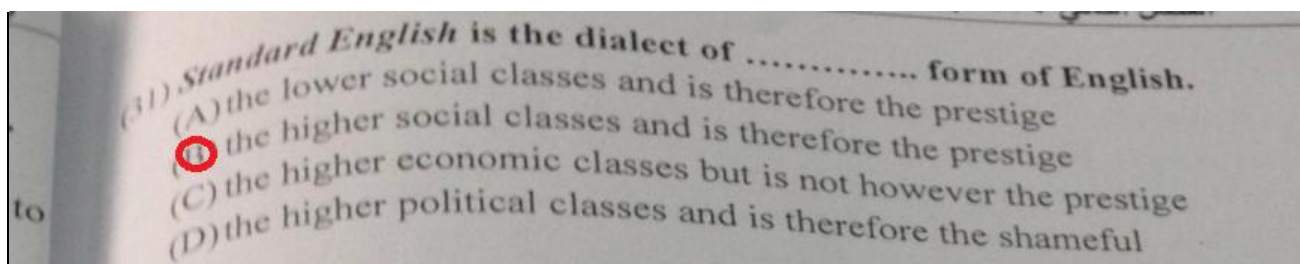 (31) Standard English is the dialect of .............. form of English.
(A) the lower social classes and is therefore the prestige
(B) the higher social classes and is therefore the prestige
(C) the higher economic classes but is not however the prestige
(D) the higher political classes and is therefore the shameful
to